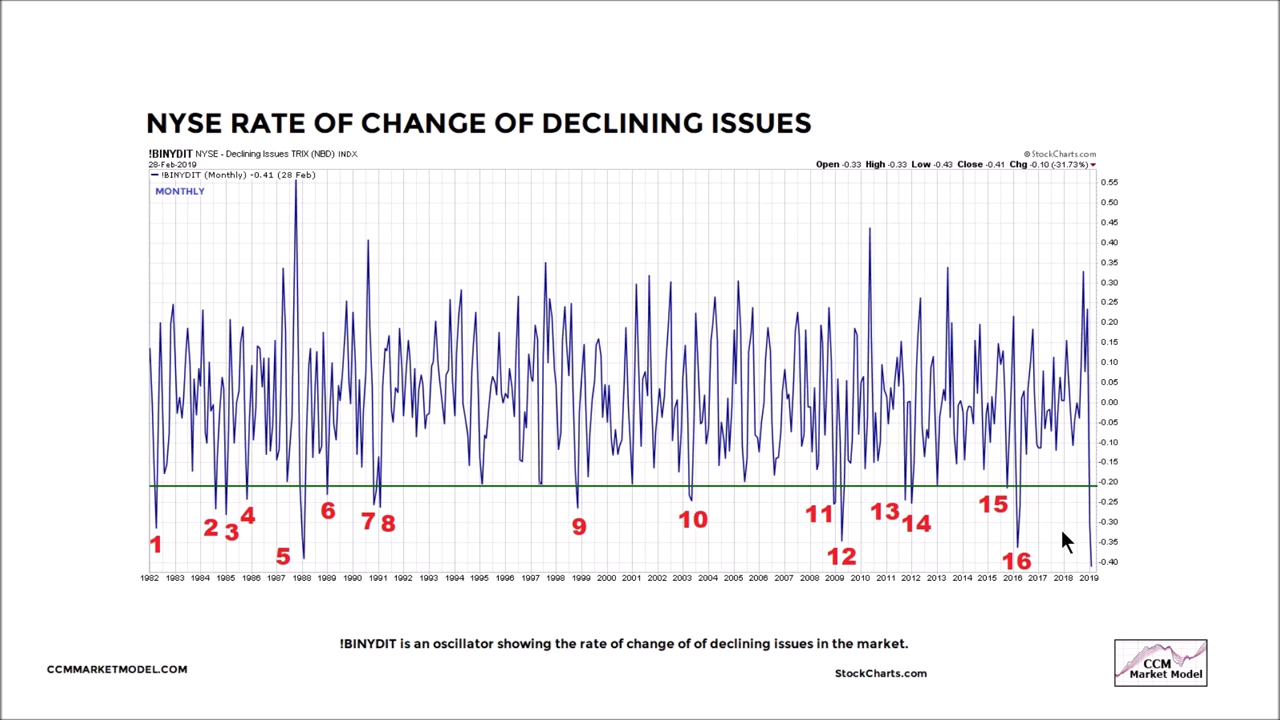 NYSE RATE OF CHANGE OF DECLINING ISSUES
!BINYDIT NYSE - Declining Issues TRIX (NBD) INDX
© StockCharts.com
28-Feb-2019
Open -0.33 High -0.33 Low -0.43 Close -0.41 Chg -0.10 (-31.73%)
!BINYDIT (Monthly) -0.41 (28 Feb)
MONTHLY
0.55
0.50
0.45
0.40
0.35
0.30
0.25
0.20
0.15
0.10
0.05
0.00
-0.05
-0.10
-0.15
-0.20
-0.25
-0.30
-0.35
-0.40
1
2
3
4
5
6
7
8
9
10
11
12
13
14
15
16
1982 1983 1984 1985 1986 1987 1988 1989 1990 1991 1992 1993 1994 1995 1996 1997 1998 1999 2000 2001 2002 2003 2004 2005 2006 2007 2008 2009 2010 2011 2012 2013 2014 2015 2016 2017 2018 2019
!BINYDIT is an oscillator showing the rate of change of of declining issues in the market.
CCMMARKETMODEL.COM
StockCharts.com
CCM
Market Model